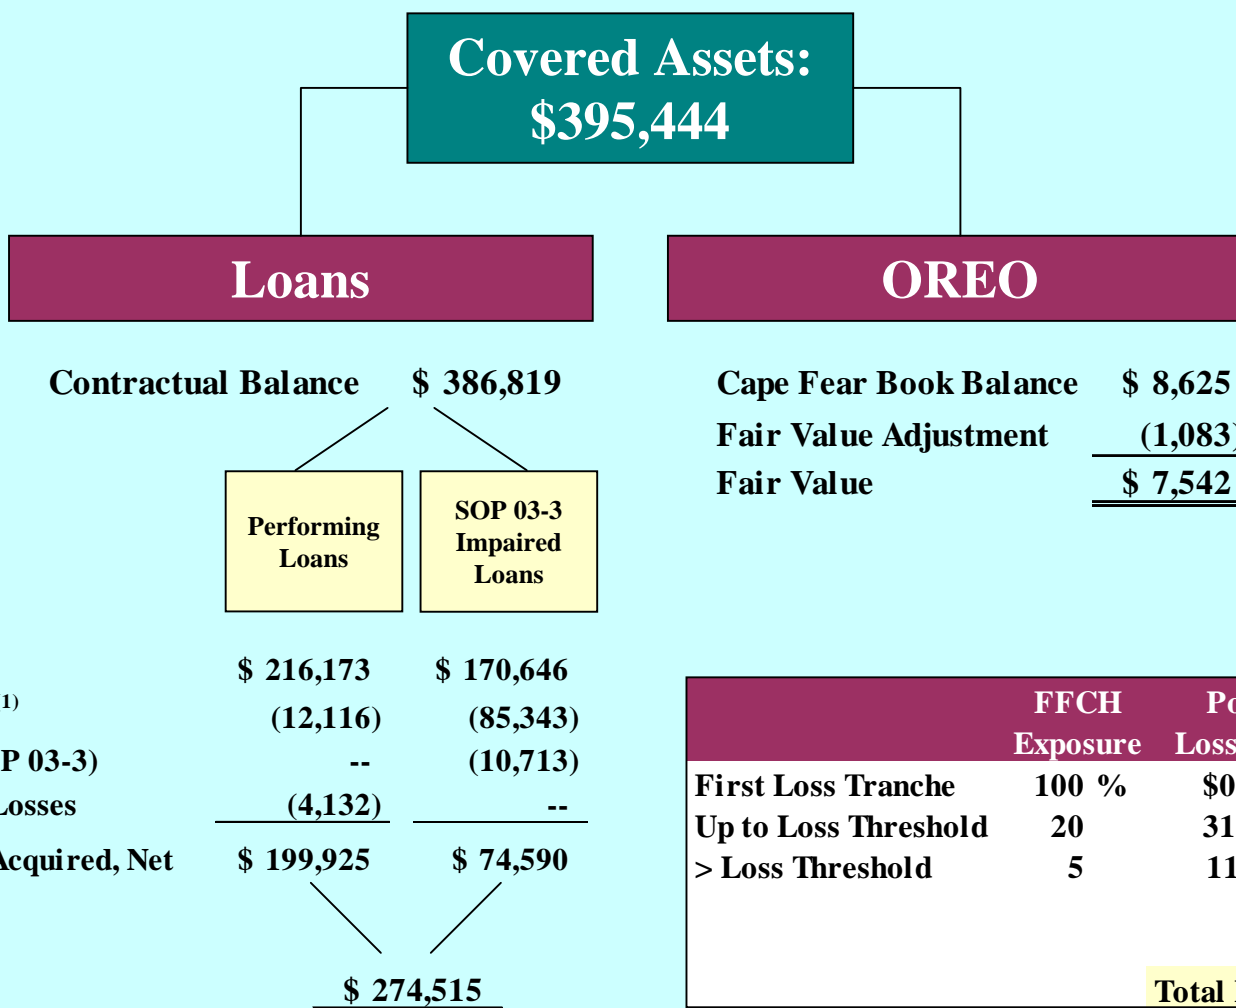 Covered Assets:
$395,444
Loans
OREO
Contractual Balance $ 386,819
Cape Fear Book Balance $ 8,625
Fair Value Adjustment (1,083)
Fair Value $ 7,542
Performing
Loans
SOP 03-3
Impaired
Loans
$ 216,173 $ 170,646
(1) (12,116) (85,343)
P 03-3) -- (10,713)
Losses (4,132) --
Acquired, Net $ 199,925 $ 74,590
$ 274,515
FFCH
Exposure Loss
First Loss Tranche 100 % $0
Up to Loss Threshold 20 31
> Loss Threshold 5 11
Total